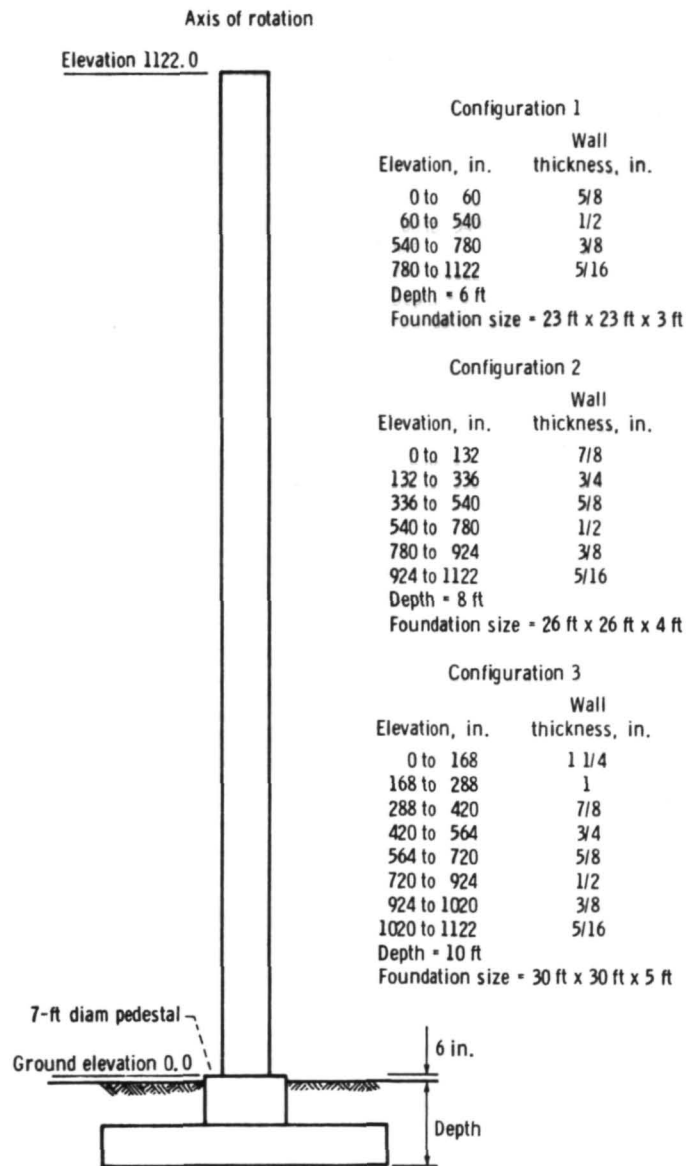 Axis of rotation
Elevation 1122.0
Configuration 1
Wall
Elevation, in. thickness, in.
0 to 60 5/8
60 to 540 1/2
540 to 780 3/8
780 to 1122 5/16
Depth = 6 ft
Foundation size = 23 ft x 23 ft x 3 ft
Configuration 2
Wall
Elevation, in. thickness, in.
0 to 132 7/8
132 to 336 3/4
336 to 540 5/8
540 to 780 1/2
780 to 924 3/8
924 to 1122 5/16
Depth = 8 ft
Foundation size = 26 ft x 26 ft x 4 ft
Configuration 3
Wall
Elevation, in. thickness, in.
0 to 168 1 1/4
168 to 288 1
288 to 420 7/8
420 to 564 3/4
564 to 720 5/8
720 to 924 1/2
924 to 1020 3/8
1020 to 1122 5/16
Depth = 10 ft
Foundation size = 30 ft x 30 ft x 5 ft
7-ft diam pedestal
6 in.
Ground elevation 0.0
Depth